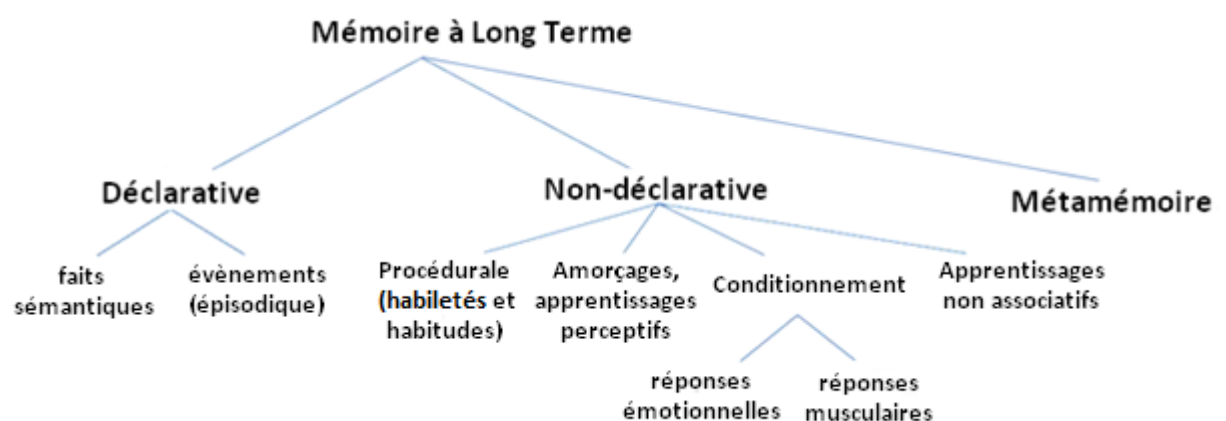 Mémoire à Long Terme
Déclarative
Non-déclarative
Métamémoire
faits
sémantiques
évènements
(épisodique)
Procédurale
(habiletés et
habitudes)
Amorçages,
apprentissages
perceptifs
Conditionnement
Apprentissages
non associatifs
réponses
émotionnelles
réponses
musculaires